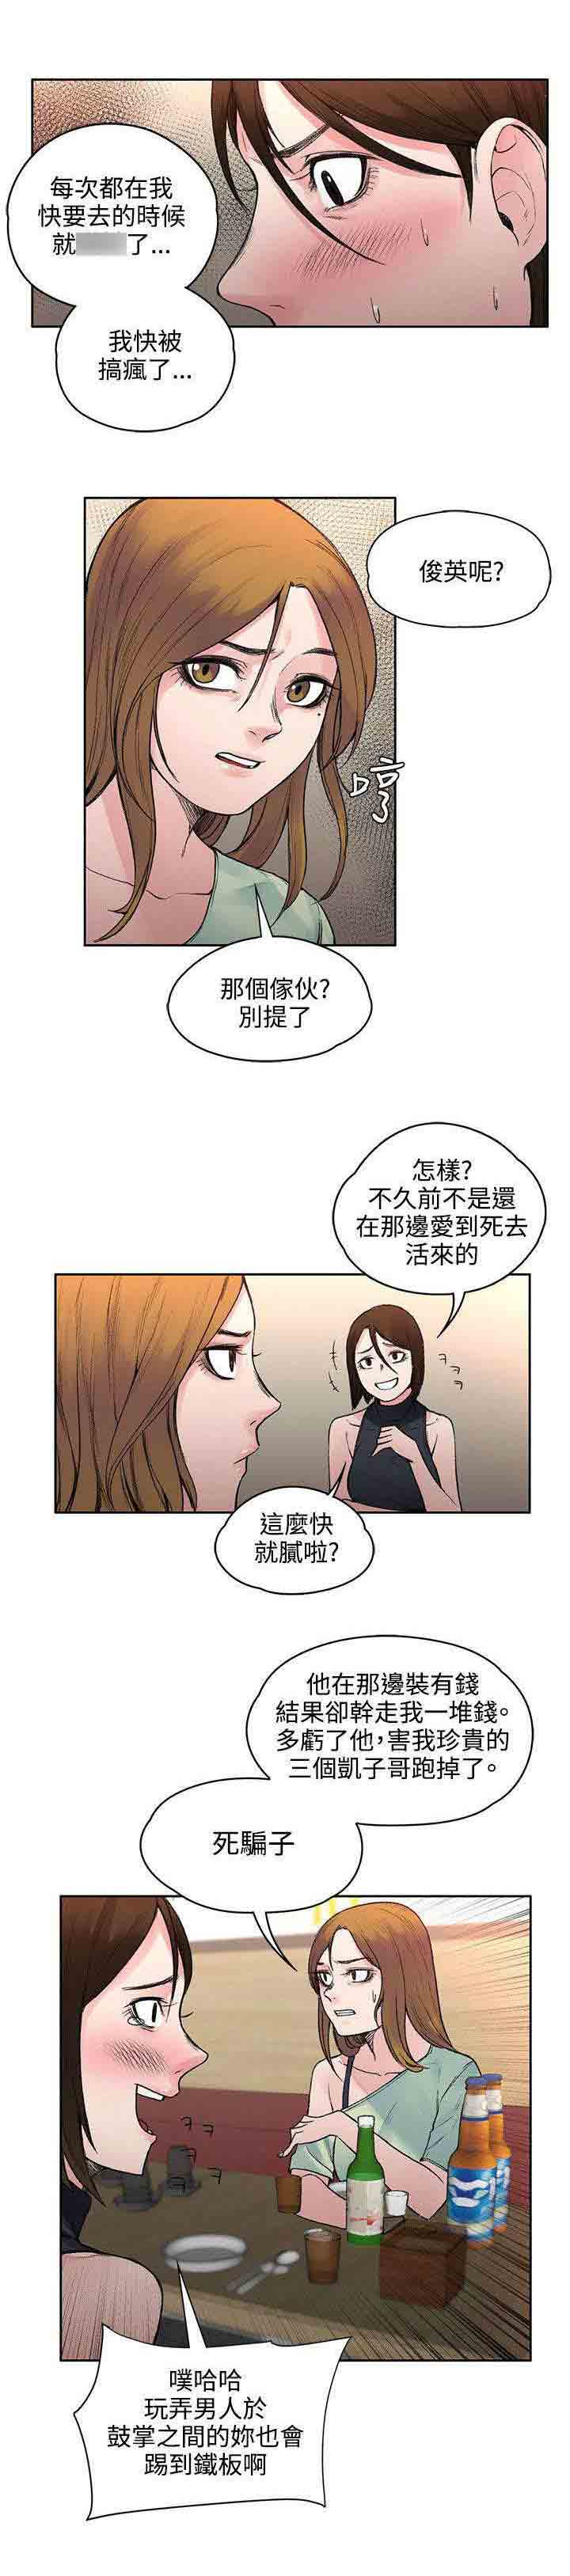 每次都在我
快要去的時候
就了...
我快被
搞瘋了...
俊英呢?
哼
那個傢伙?
別提了
怎樣?
不久前不是還
在那邊愛到死去
活來的
ㅋㅋ
這麼快
就膩啦?
他在那邊裝有錢
結果卻幹走我一堆錢。
多虧了他,害我珍貴的
三個凱子哥跑掉了。
死騙子
ㅋㅋ
噗哈哈
玩弄男人於
鼓掌之間的妳也會
踢到鐵板啊